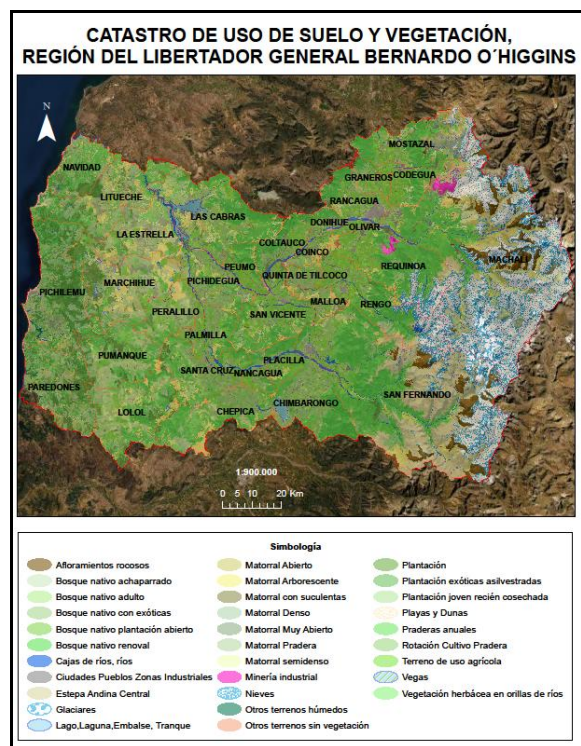 CATASTRO DE USO DE SUELO Y VEGETACIÓN,
REGIÓN DEL LIBERTADOR GENERAL BERNARDO O´HIGGINS
N
MOSTAZAL
NAVIDAD
GRANEROS
CODEGUA
LITUECHE
RANCAGUA
LAS CABRAS
DONIHUE
OLIVAR
LA ESTRELLA
COLTAUCO
COINCO
MACHALI
PEUMO
REQUINOA
QUINTA DE TILCOCO
PICHIDEGUA
MARCHIHUE
PICHILEMU
MALLOA
RENGO
PERALILLO
SAN VICENTE
PALMILLA
PUMANQUE
PLACILLA
SANTA CRUZ
NANCAGUA
PAREDONES
SAN FERNANDO
CHIMBARONGO
LOLOL
CHEPICA
1:900.000
0 5 10 20 Km
Simbología
Afloramientos rocosos
Bosque nativo achaparrado
Bosque nativo adulto
Bosque nativo con exóticas
Bosque nativo plantación abierto
Bosque nativo renoval
Cajas de ríos, ríos
Ciudades Pueblos Zonas Industriales
Estepa Andina Central
Glaciares
Lago,Laguna,Embalse, Tranque
Matorral Abierto
Matorral Arborescente
Matorral con suculentas
Matorral Denso
Matorral Muy Abierto
Matorral Pradera
Matorral semidenso
Minería industrial
Nieves
Otros terrenos húmedos
Otros terrenos sin vegetación
Plantación
Plantación exóticas asilvestradas
Plantación joven recién cosechada
Playas y Dunas
Praderas anuales
Rotación Cultivo Pradera
Terreno de uso agrícola
Vegas
Vegetación herbácea en orillas de ríos